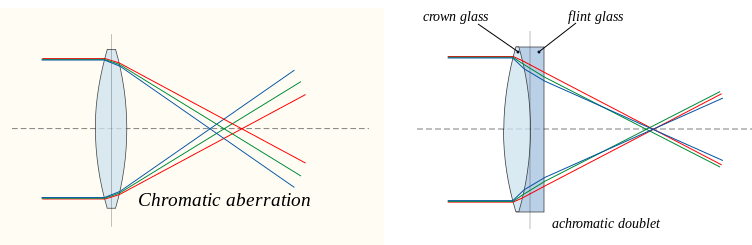 crown glass
flint glass
Chromatic aberration
achromatic doublet